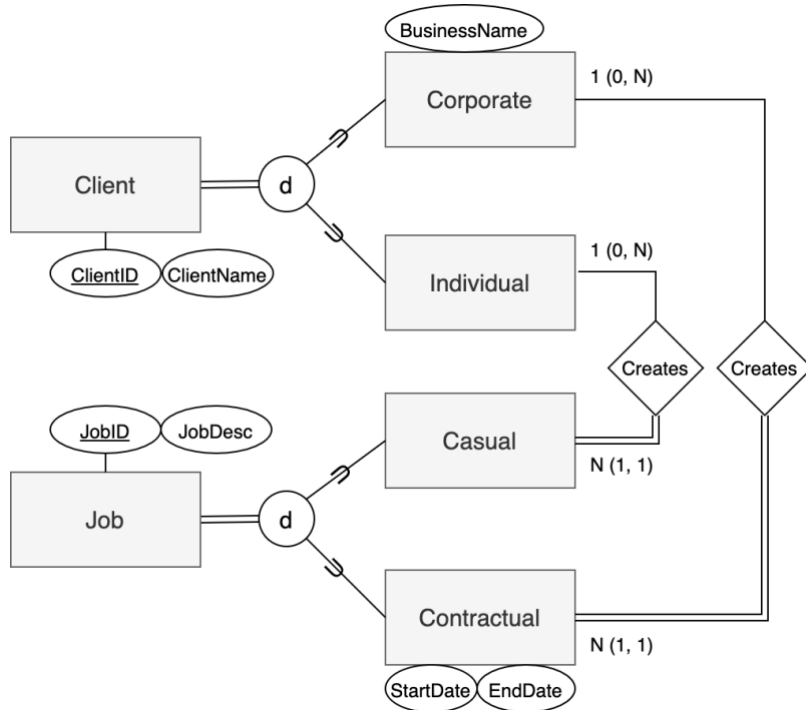 BusinessName
Corporate
1 (0, N)
Client
d
ClientID
ClientName
Individual
1 (0, N)
Creates
Creates
JobID
JobDesc
Casual
N (1, 1)
Job
d
Contractual
N (1, 1)
StartDate
EndDate